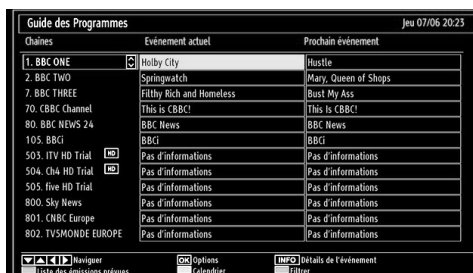 Guide des Programmes Jeu 07/06 20:23
Chaines Evénement actuel Prochain événement
1. BBC ONE Holby City Hustle
2. BBC TWO Springwatch Mary, Queen of Shops
7. BBC THREE Filthy Rich and Homeless Bust My Ass
70. CBBC Channel This is CBBC! This Is CBBC!
80. BBC NEWS 24 BBC News BBC News
105. BBCi BBCi BBCi
503. ITV HD Trial HD Pas d'informations Pas d'informations
504. Ch4 HD Trial HD Pas d'informations Pas d'informations
505. five HD Trial Pas d'informations Pas d'informations
800. Sky News Pas d'informations Pas d'informations
801. CNBC Europe Pas d'informations Pas d'informations
802. TV5MONDE EUROPE Pas d'informations Pas d'informations
Naviguer OK Options INFO Détails de l'événement
Liste des émissions prévues Calendrier Filtrer